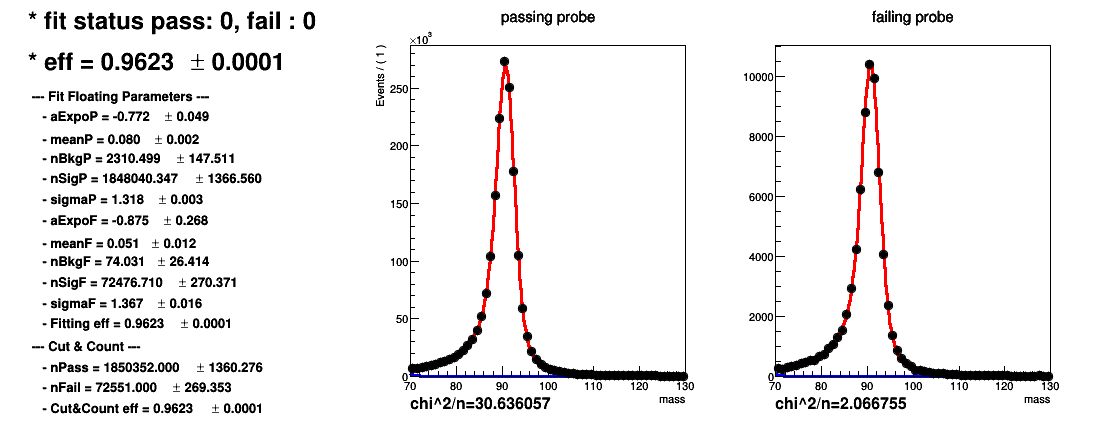 * fit status pass: 0, fail : 0
* eff = 0.9623 ± 0.0001
--- Fit Floating Parameters ---
- aExpoP = -0.772 ± 0.049
- meanP = 0.080 ± 0.002
- nBkgP = 2310.499 ± 147.511
- nSigP = 1848040.347 ± 1366.560
- sigmaP = 1.318 ± 0.003
- aExpoF = -0.875 ± 0.268
- meanF = 0.051 ± 0.012
- nBkgF = 74.031 ± 26.414
- nSigF = 72476.710 ± 270.371
- sigmaF = 1.367 ± 0.016
- Fitting eff = 0.9623 ± 0.0001
--- Cut & Count ---
- nPass = 1850352.000 ± 1360.276
- nFail = 72551.000 ± 269.353
- Cut&Count eff = 0.9623 ± 0.0001
passing probe
×10³
Events / ( 1 )
250
200
150
100
50
0
70 80 90 100 110 120 130
mass
chi^2/n=30.636057
failing probe
10000
8000
6000
4000
2000
0
70 80 90 100 110 120 130
mass
chi^2/n=2.066755